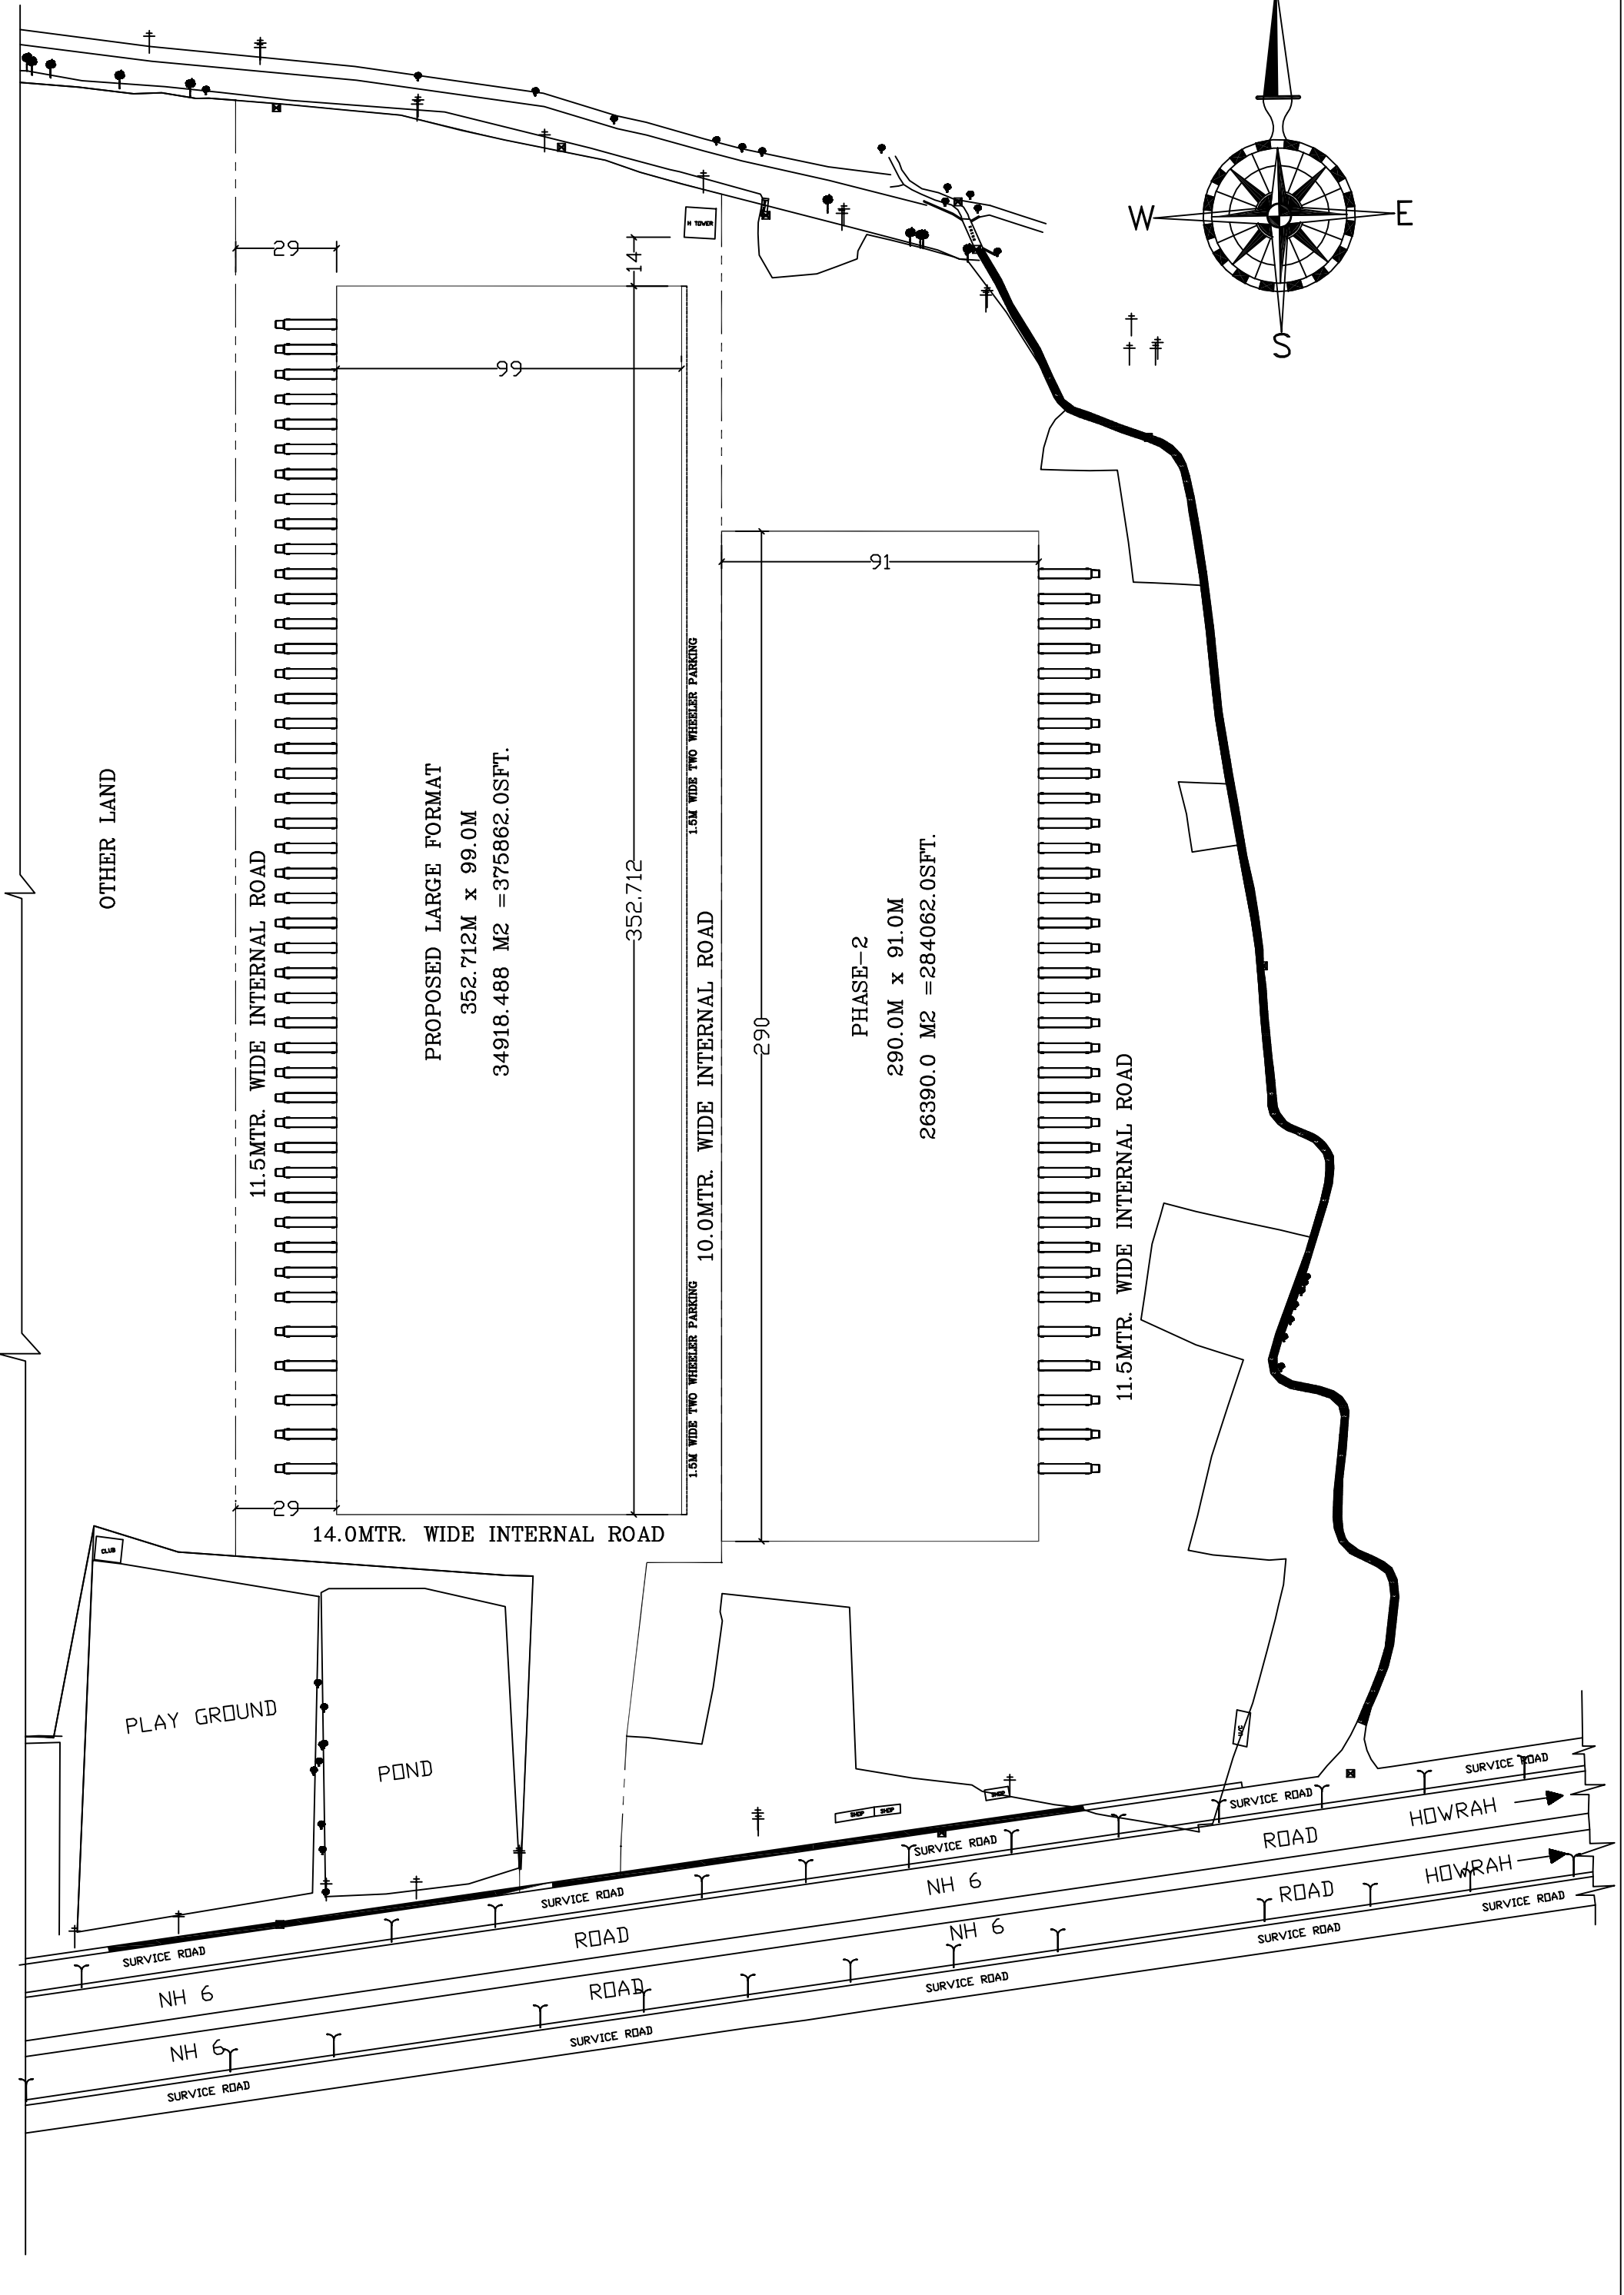 W
E
S
H TOWER
29
14
99
91
OTHER LAND
11.5MTR. WIDE INTERNAL ROAD
PROPOSED LARGE FORMAT
352.712M x 99.0M
34918.488 M2 =375862.0SFT.
352.712
1.5M WIDE TWO WHEELER PARKING
10.0MTR. WIDE INTERNAL ROAD
1.5M WIDE TWO WHEELER PARKING
290
PHASE-2
290.0M x 91.0M
26390.0 M2 =284062.0SFT.
11.5MTR. WIDE INTERNAL ROAD
29
14.0MTR. WIDE INTERNAL ROAD
CLUB
PLAY GROUND
POND
SHOP
SHOP
SHOP
SURVICE ROAD
SURVICE ROAD
SURVICE ROAD
SURVICE ROAD
SURVICE ROAD
HOWRAH
ROAD
NH 6
ROAD
NH 6
HOWRAH
ROAD
NH 6
ROAD
NH 6
SURVICE ROAD
SURVICE ROAD
SURVICE ROAD
SURVICE ROAD
SURVICE ROAD